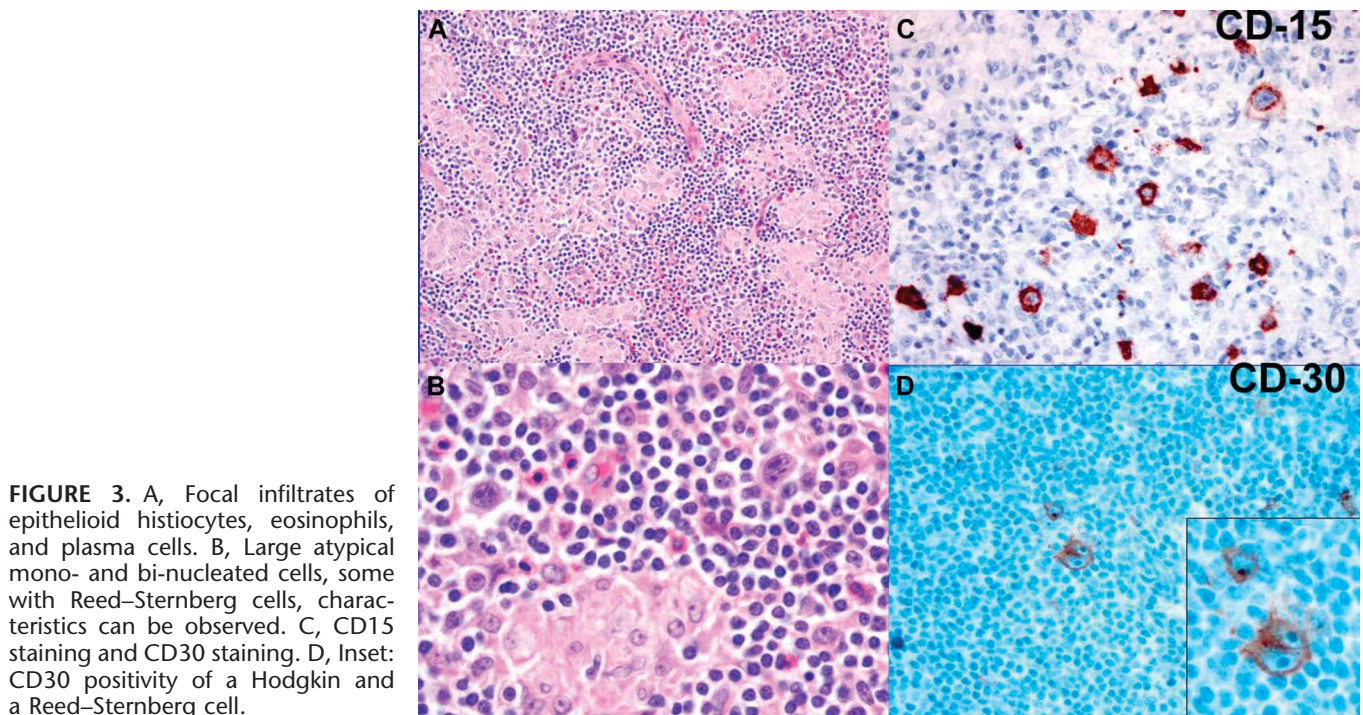 FIGURE 3. A, Focal infiltrates of
epithelioid histiocytes, eosinophils,
and plasma cells. B, Large atypical
mono- and bi-nucleated cells, some
with Reed–Sternberg cells, charac-
teristics can be observed. C, CD15
staining and CD30 staining. D, Inset:
CD30 positivity of a Hodgkin and
a Reed–Sternberg cell.
A
C
CD-15
B
D
CD-30